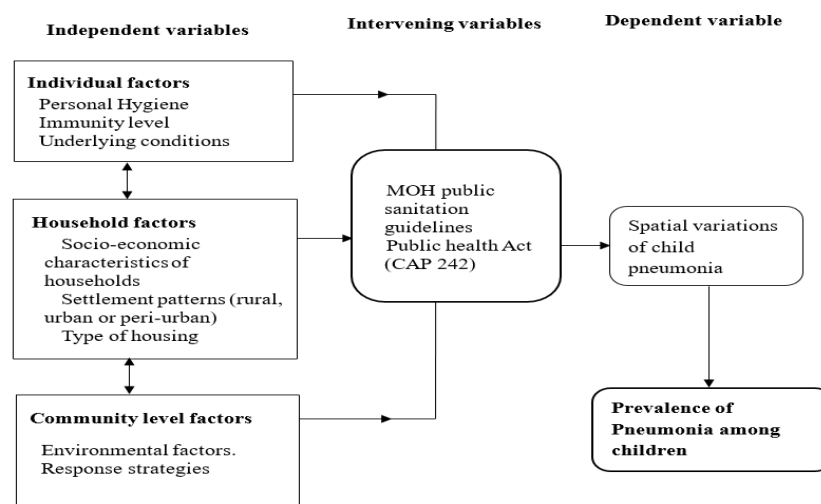 Independent variables
Intervening variables
Dependent variable
Individual factors
Personal Hygiene
Immunity level
Underlying conditions
Household factors
Socio-economic
characteristics of
households
Settlement patterns (rural,
urban or peri-urban)
Type of housing
Community level factors
Environmental factors.
Response strategies
MOH public
sanitation
guidelines
Public health Act
(CAP 242)
Spatial variations
of child
pneumonia
Prevalence of
Pneumonia among
children